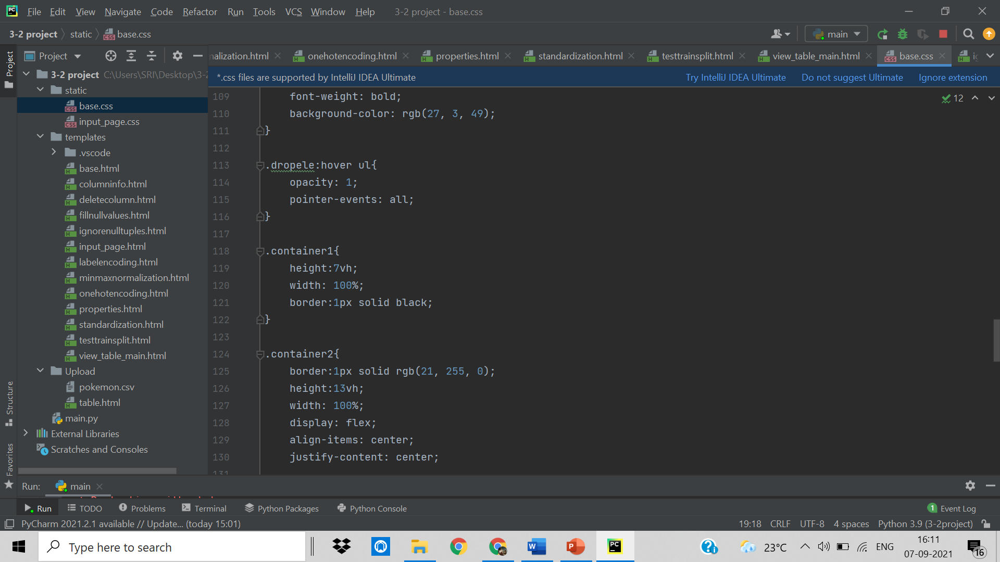 File Edit View Navigate Code Refactor Run Tools VCS Window Help 3-2 project - base.css
3-2 project static base.css main
Project
Project
nalization.html onehotencoding.html properties.html standardization.html testtrainsplit.html view_table_main.html base.css
*.css files are supported by IntelliJ IDEA Ultimate Try IntelliJ IDEA Ultimate Do not suggest Ultimate Ignore extension
3-2 project C:\Users\SRI\Desktop\3-2
static
base.css
input_page.css
templates
.vscode
base.html
columninfo.html
deletecolumn.html
fillnullvalues.html
ignorenulltuples.html
input_page.html
labelencoding.html
minmaxnormalization.html
onehotencoding.html
properties.html
standardization.html
testtrainsplit.html
view_table_main.html
Upload
pokemon.csv
table.html
main.py
External Libraries
Scratches and Consoles
Structure
Favorites
12
109 font-weight: bold;
110 background-color: rgb(27, 3, 49);
111 }
112
113 .dropele:hover ul{
114 opacity: 1;
115 pointer-events: all;
116 }
117
118 .container1{
119 height:7vh;
120 width: 100%;
121 border:1px solid black;
122 }
123
124 .container2{
125 border:1px solid rgb(21, 255, 0);
126 height:13vh;
127 width: 100%;
128 display: flex;
129 align-items: center;
130 justify-content: center;
131
Run: main
Run TODO Problems Terminal Python Packages Python Console 1 Event Log
PyCharm 2021.2.1 available // Update... (today 15:01) 19:18 CRLF UTF-8 4 spaces Python 3.9 (3-2project)
Type here to search 23°C ENG 16:11
07-09-2021 16